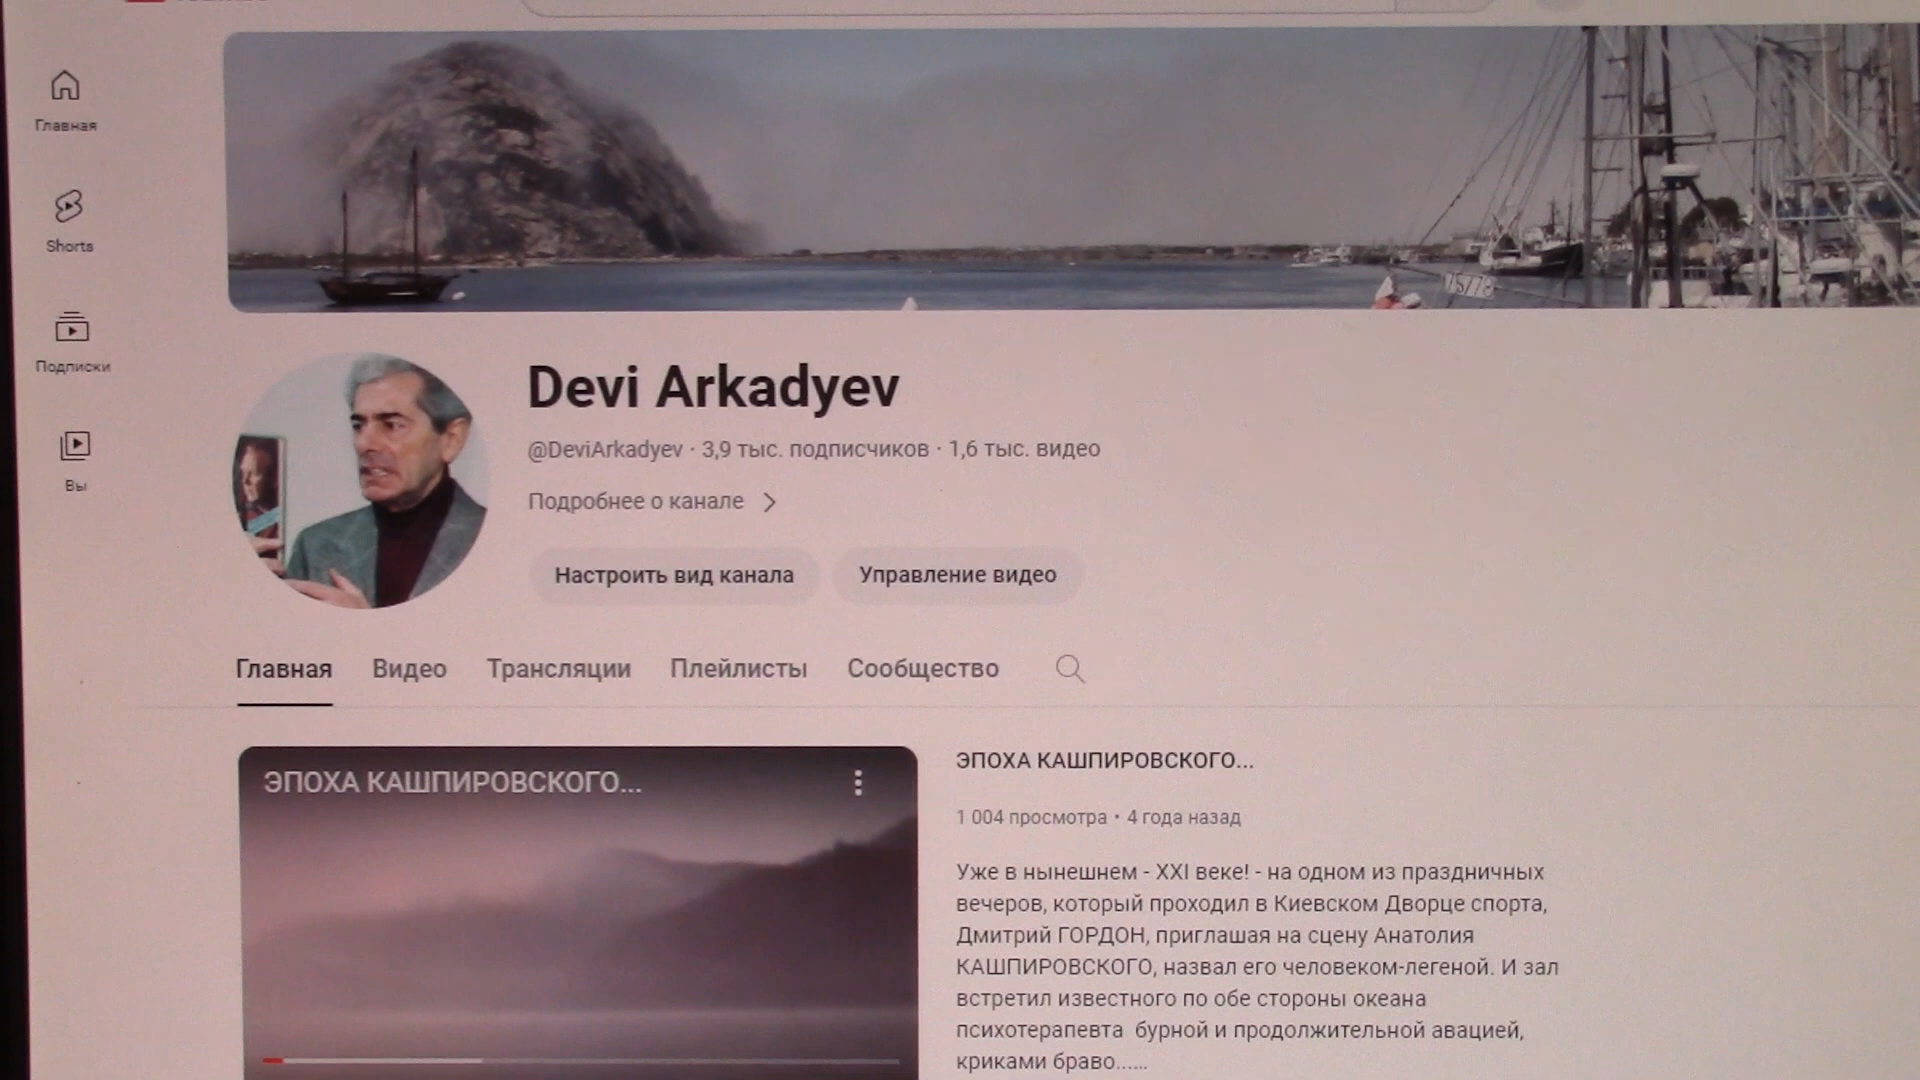 Главная
Shorts
Подписки
Вы
75/78
Devi Arkadyev
@DeviArkadyev · 3,9 тыс. подписчиков · 1,6 тыс. видео
Подробнее о канале
Настроить вид канала
Управление видео
Главная
Видео
Трансляции
Плейлисты
Сообщество
ЭПОХА КАШПИРОВСКОГО...
ЭПОХА КАШПИРОВСКОГО...
1 004 просмотра • 4 года назад
Уже в нынешнем - XXI веке! - на одном из праздничных
вечеров, который проходил в Киевском Дворце спорта,
Дмитрий ГОРДОН, приглашая на сцену Анатолия
КАШПИРОВСКОГО, назвал его человеком-легеной. И зал
встретил известного по обе стороны океана
психотерапевта  бурной и продолжительной авацией,
криками браво......